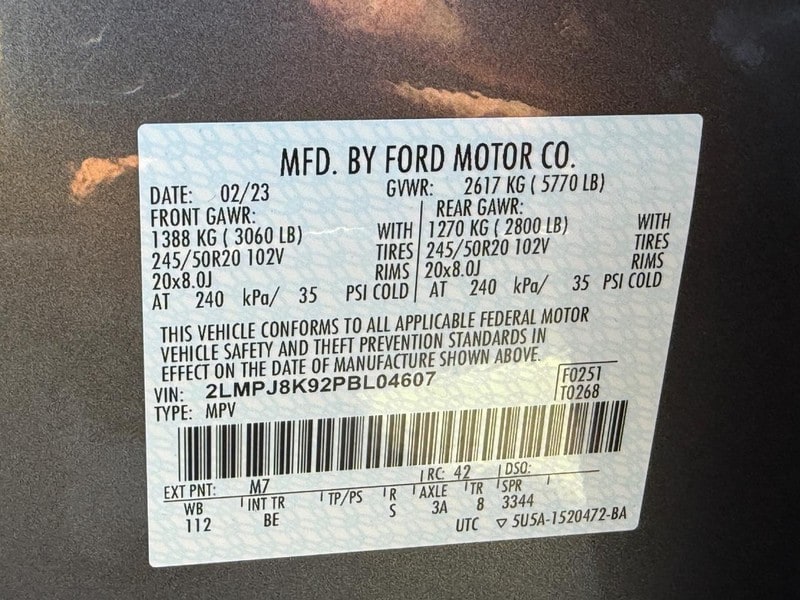 MFD. BY FORD MOTOR CO.
DATE: 02/23 GVWR: 2617 KG ( 5770 LB)
FRONT GAWR: REAR GAWR:
1388 KG ( 3060 LB) WITH 1270 KG ( 2800 LB) WITH
245/50R20 102V TIRES 245/50R20 102V TIRES
20x8.0J RIMS 20x8.0J RIMS
AT 240 kPa/ 35 PSI COLD AT 240 kPa/ 35 PSI COLD
THIS VEHICLE CONFORMS TO ALL APPLICABLE FEDERAL MOTOR
VEHICLE SAFETY AND THEFT PREVENTION STANDARDS IN
EFFECT ON THE DATE OF MANUFACTURE SHOWN ABOVE.
VIN: 2LMPJ8K92PBL04607 F0251
TYPE: MPV T0268
EXT PNT: M7 RC: 42 DSO:
WB INT TR TP/PS R AXLE TR SPR
112 BE S 3A 8 3344
UTC ▽ 5U5A-1520472-BA